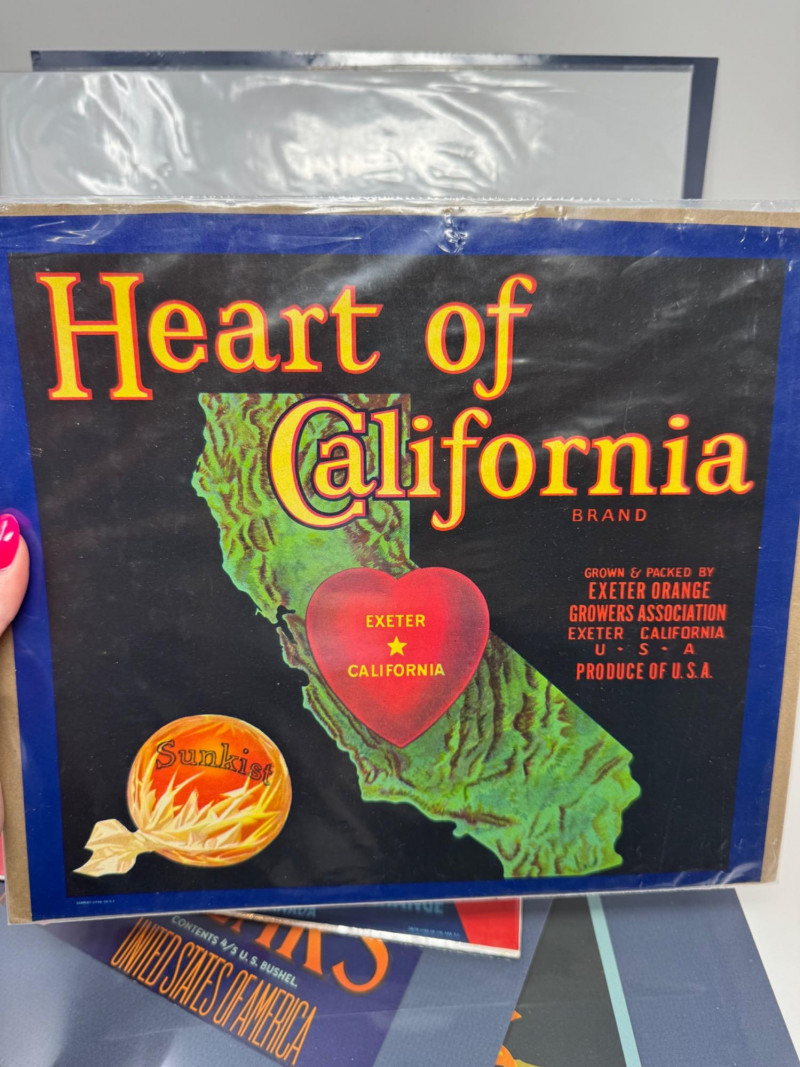 Heart of
California
BRAND
GROWN & PACKED BY
EXETER ORANGE
GROWERS ASSOCIATION
EXETER CALIFORNIA
U - S - A
PRODUCE OF U.S.A.
EXETER
CALIFORNIA
Sunkist
CONTENTS 4/5 U. S. BUSHEL
UNITED STATES OF AMERICA